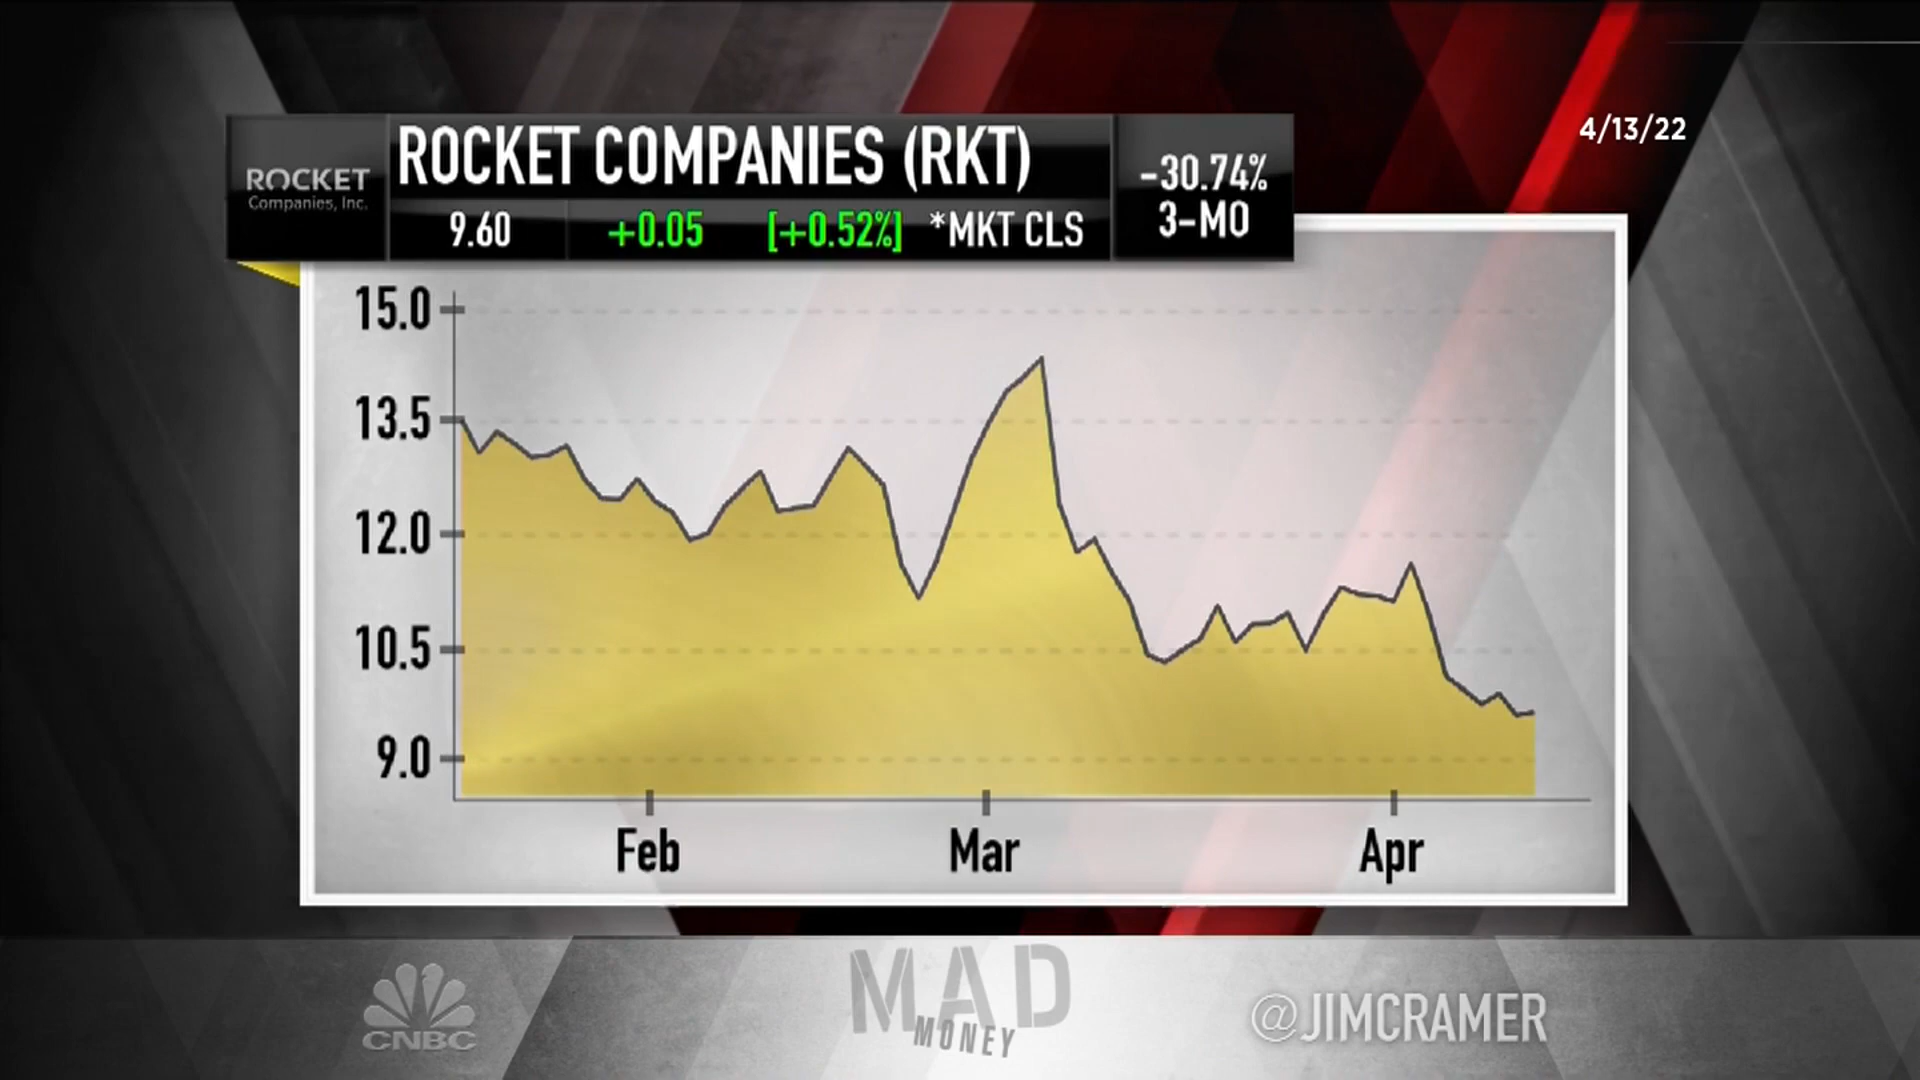 4/13/22
ROCKET
Companies, Inc.
ROCKET COMPANIES (RKT)
9.60 +0.05 [+0.52%] *MKT CLS
-30.74%
3-MO
15.0
13.5
12.0
10.5
9.0
Feb Mar Apr
CNBC
MAD
MONEY
@JIMCRAMER